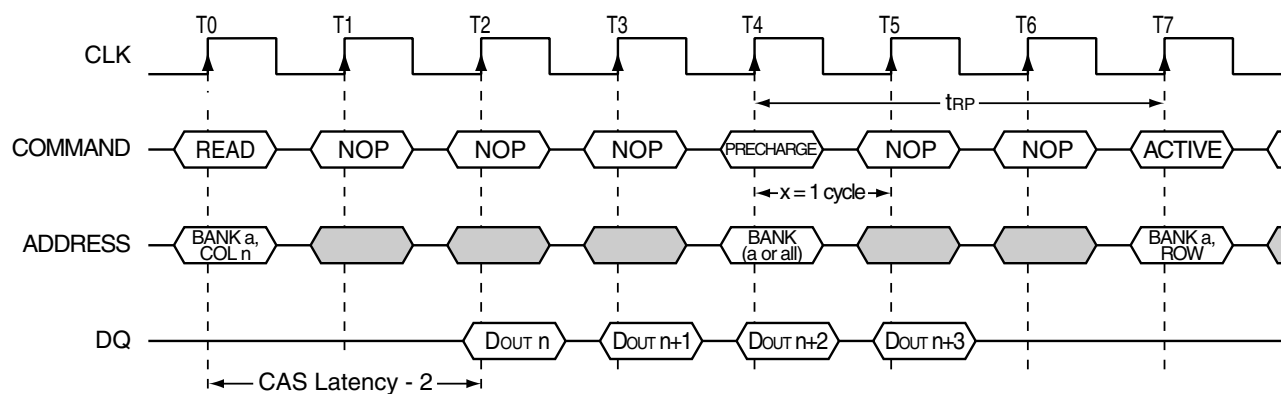 T0 T1 T2 T3 T4 T5 T6 T7
CLK
tRP
COMMAND READ NOP NOP NOP PRECHARGE NOP NOP ACTIVE
x = 1 cycle
ADDRESS BANK a, COL n BANK (a or all) BANK a, ROW
DQ DOUT n DOUT n+1 DOUT n+2 DOUT n+3
CAS Latency - 2